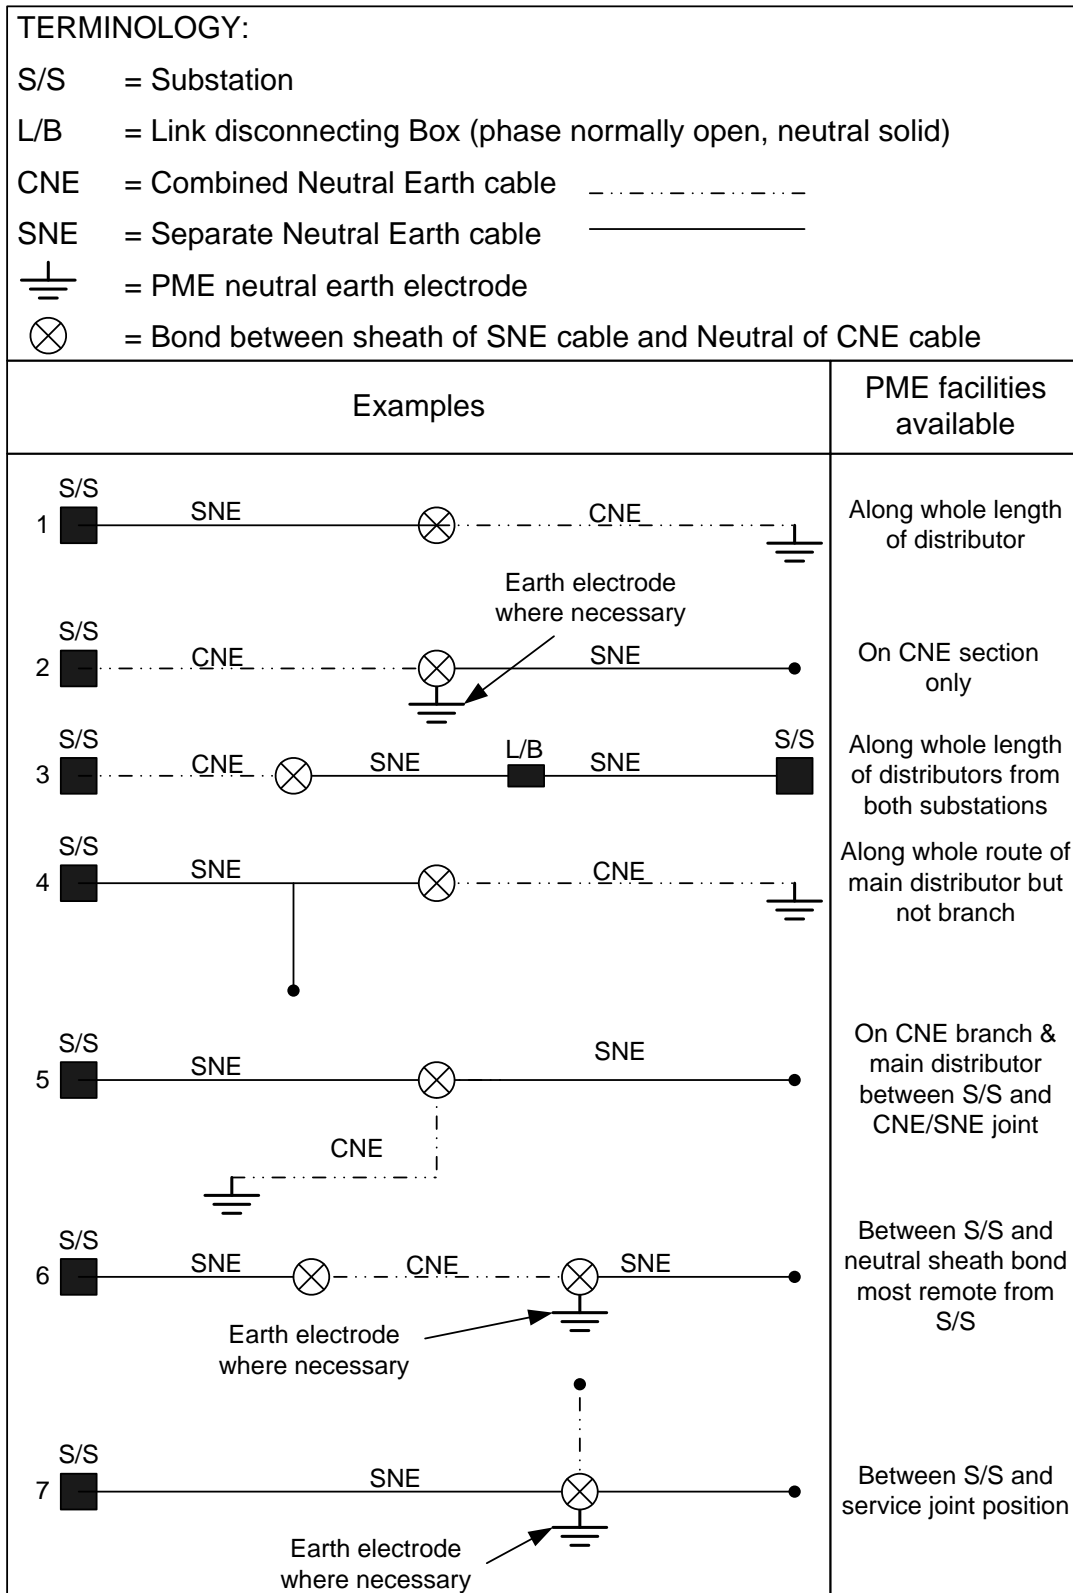 TERMINOLOGY:
S/S = Substation
L/B = Link disconnecting Box (phase normally open, neutral solid)
CNE = Combined Neutral Earth cable
SNE = Separate Neutral Earth cable
= PME neutral earth electrode
= Bond between sheath of SNE cable and Neutral of CNE cable
Examples
PME facilities
available
S/S
1
SNE
CNE
Along whole length
of distributor
Earth electrode
where necessary
S/S
2
CNE
SNE
On CNE section
only
S/S
3
CNE
SNE
L/B
SNE
S/S
Along whole length
of distributors from
both substations
S/S
4
SNE
CNE
Along whole route of
main distributor but
not branch
S/S
5
SNE
SNE
CNE
On CNE branch &
main distributor
between S/S and
CNE/SNE joint
S/S
6
SNE
CNE
SNE
Earth electrode
where necessary
Between S/S and
neutral sheath bond
most remote from
S/S
S/S
7
SNE
Earth electrode
where necessary
Between S/S and
service joint position